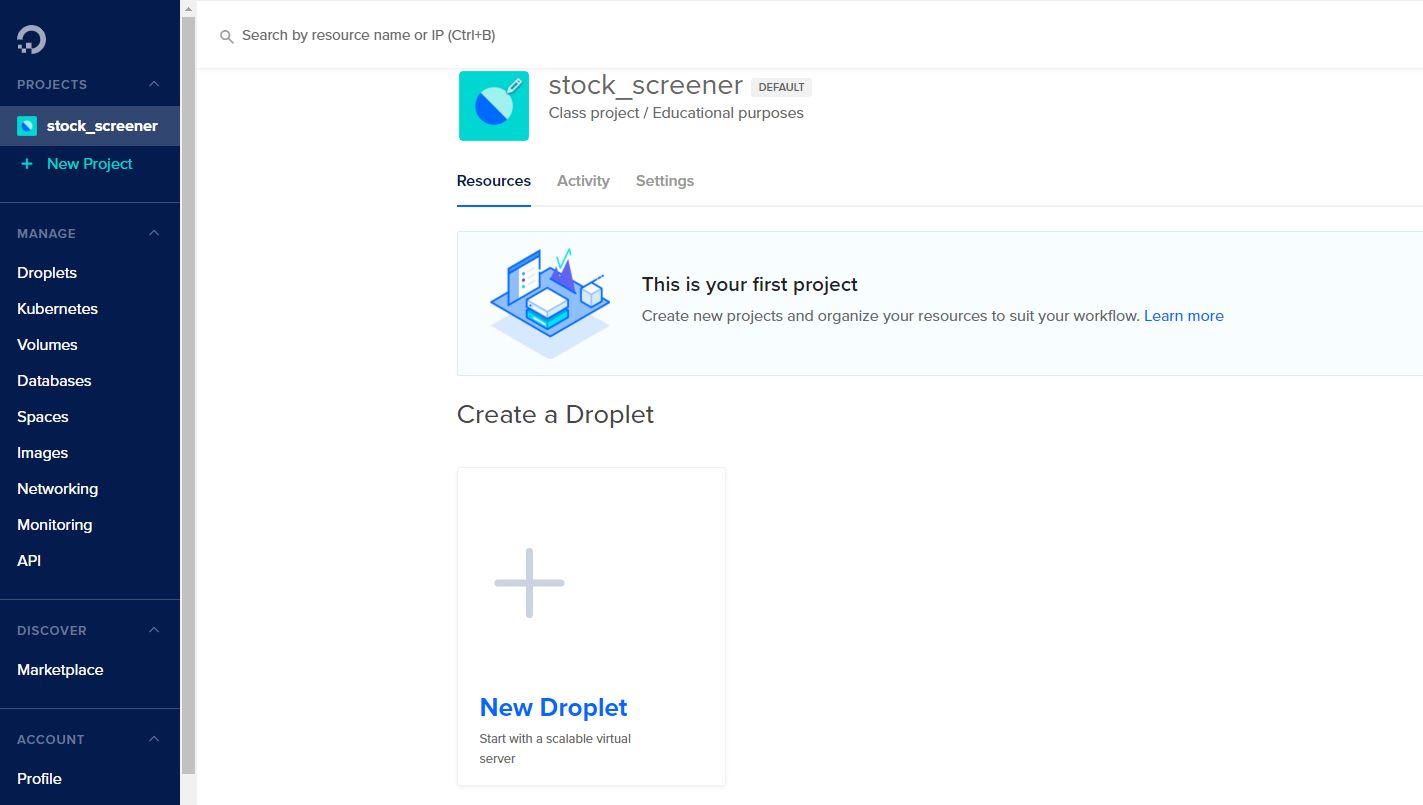 Search by resource name or IP (Ctrl+B)
PROJECTS
stock_screener
+ New Project
MANAGE
Droplets
Kubernetes
Volumes
Databases
Spaces
Images
Networking
Monitoring
API
DISCOVER
Marketplace
ACCOUNT
Profile
stock_screener DEFAULT
Class project / Educational purposes
Resources Activity Settings
This is your first project
Create new projects and organize your resources to suit your workflow. Learn more
Create a Droplet
New Droplet
Start with a scalable virtual
server